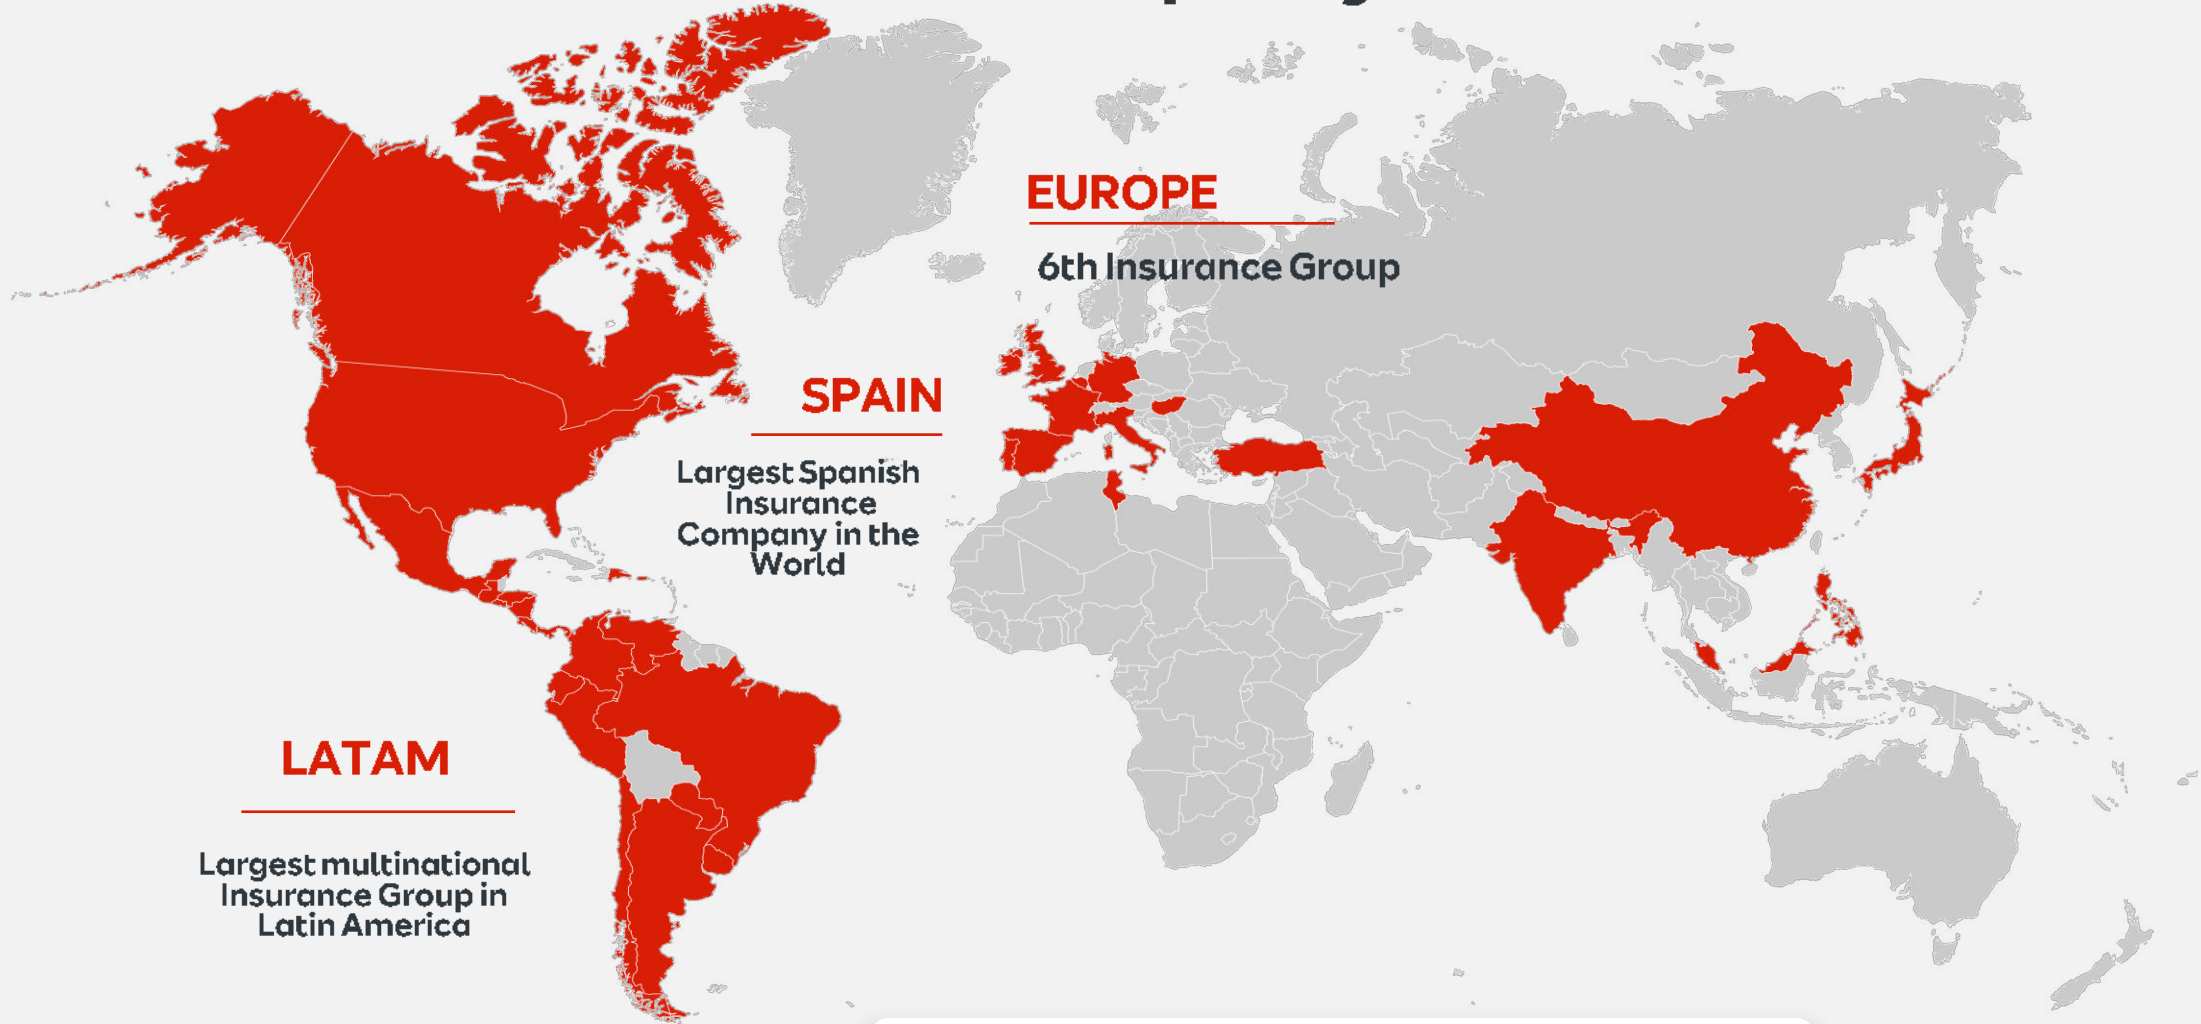 EUROPE
6th Insurance Group
SPAIN
Largest Spanish
Insurance
Company in the
World
LATAM
Largest multinational
Insurance Group in
Latin America